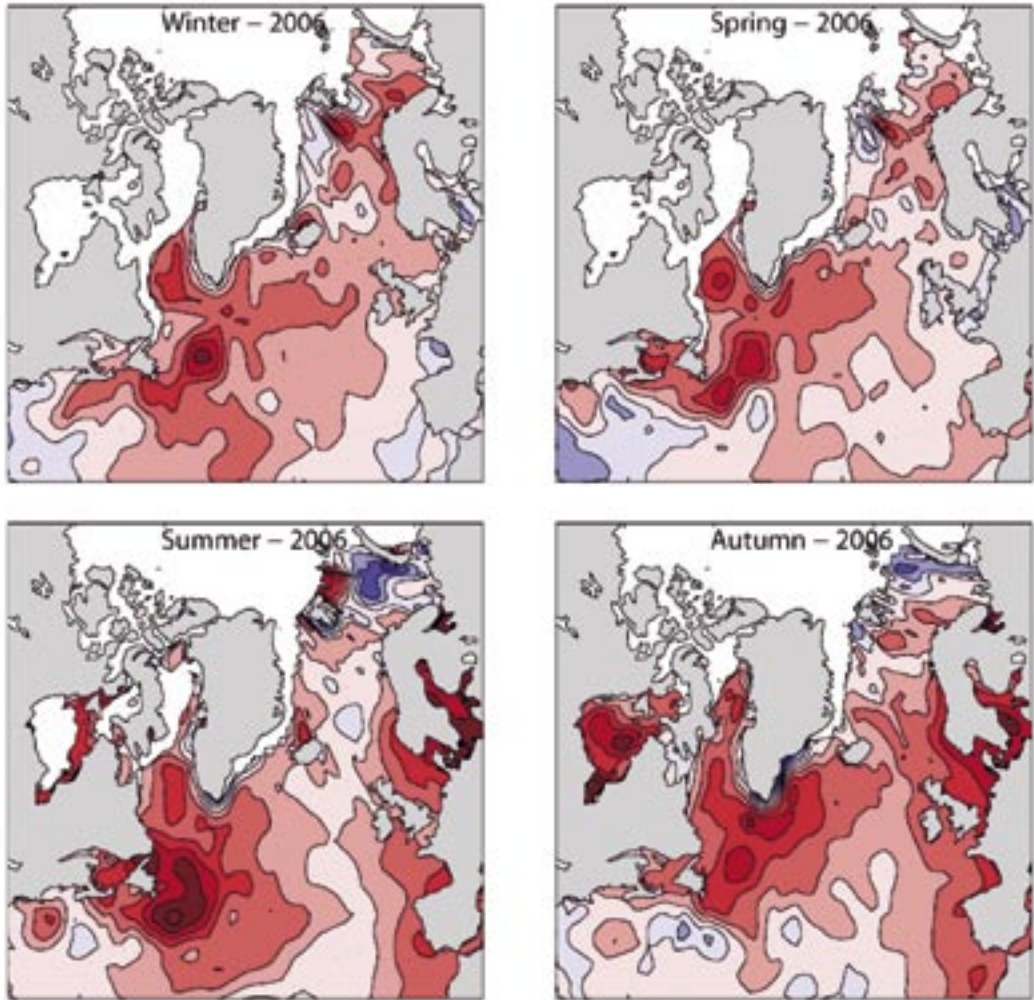 Winter – 2006
Spring – 2006
Summer – 2006
Autumn – 2006